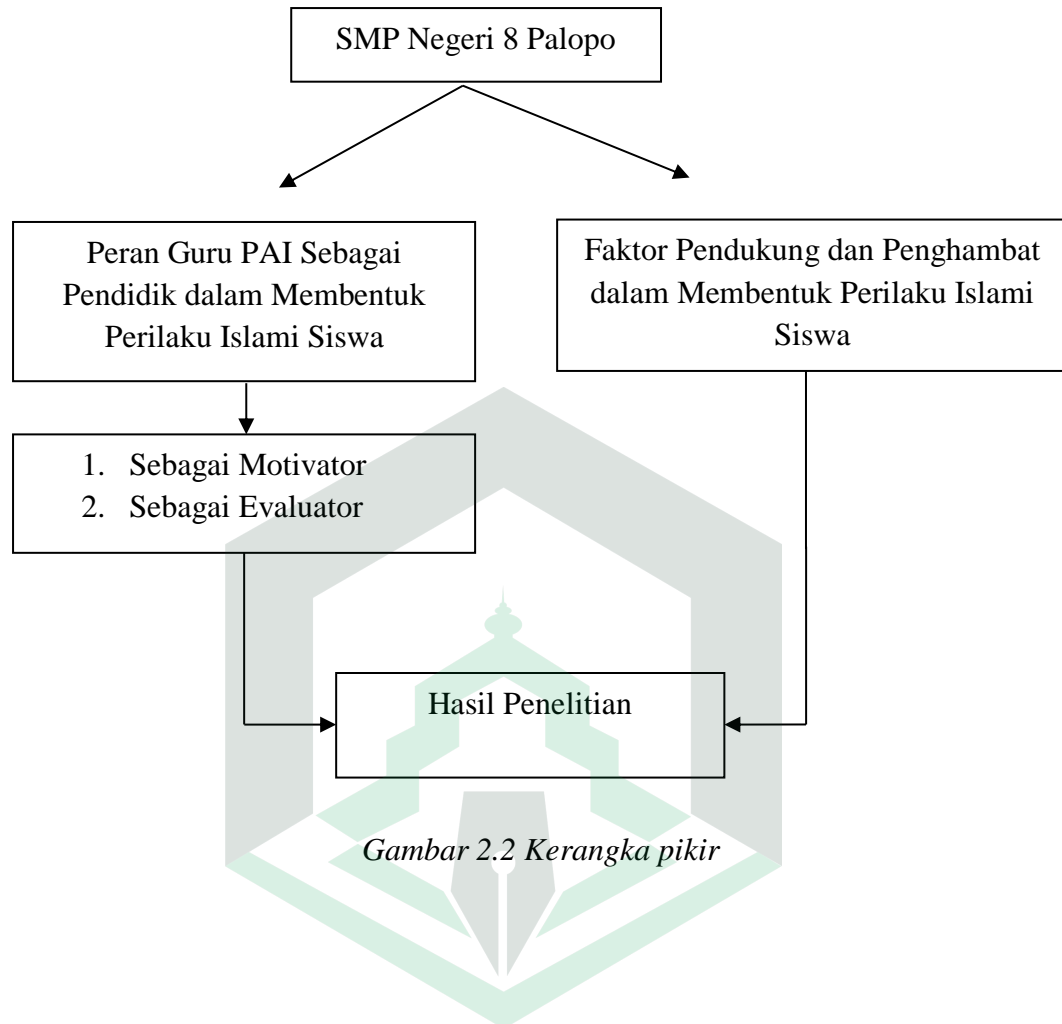 SMP Negeri 8 Palopo
Peran Guru PAI Sebagai
Pendidik dalam Membentuk
Perilaku Islami Siswa
Faktor Pendukung dan Penghambat
dalam Membentuk Perilaku Islami
Siswa
1. Sebagai Motivator
2. Sebagai Evaluator
Hasil Penelitian
Gambar 2.2 Kerangka pikir